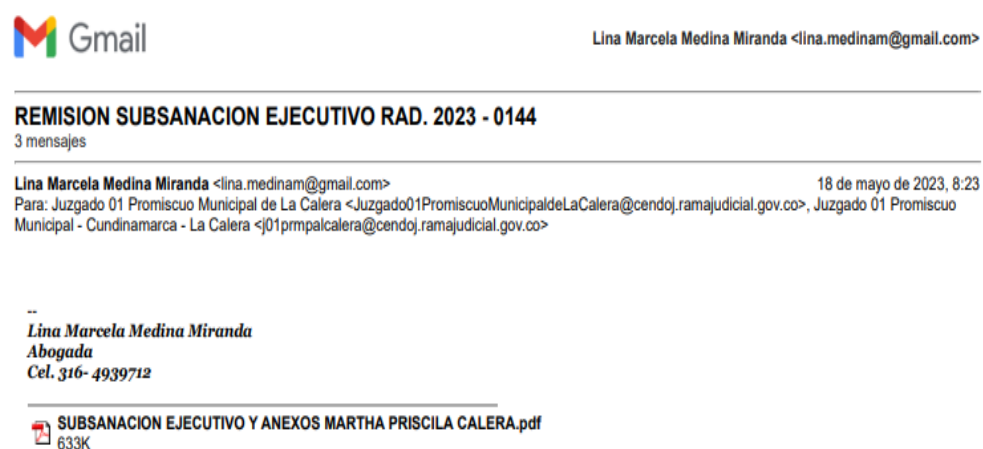 Gmail
Lina Marcela Medina Miranda <lina.medinam@gmail.com>
REMISION SUBSANACION EJECUTIVO RAD. 2023 - 0144
3 mensajes
Lina Marcela Medina Miranda <lina.medinam@gmail.com> 18 de mayo de 2023, 8:23
Para: Juzgado 01 Promiscuo Municipal de La Calera <Juzgado01PromiscuoMunicipaldeLaCalera@cendoj.ramajudicial.gov.co>, Juzgado 01 Promiscuo
Municipal - Cundinamarca - La Calera <j01prmpalcalera@cendoj.ramajudicial.gov.co>
--
Lina Marcela Medina Miranda
Abogada
Cel. 316- 4939712
SUBSANACION EJECUTIVO Y ANEXOS MARTHA PRISCILA CALERA.pdf
633K